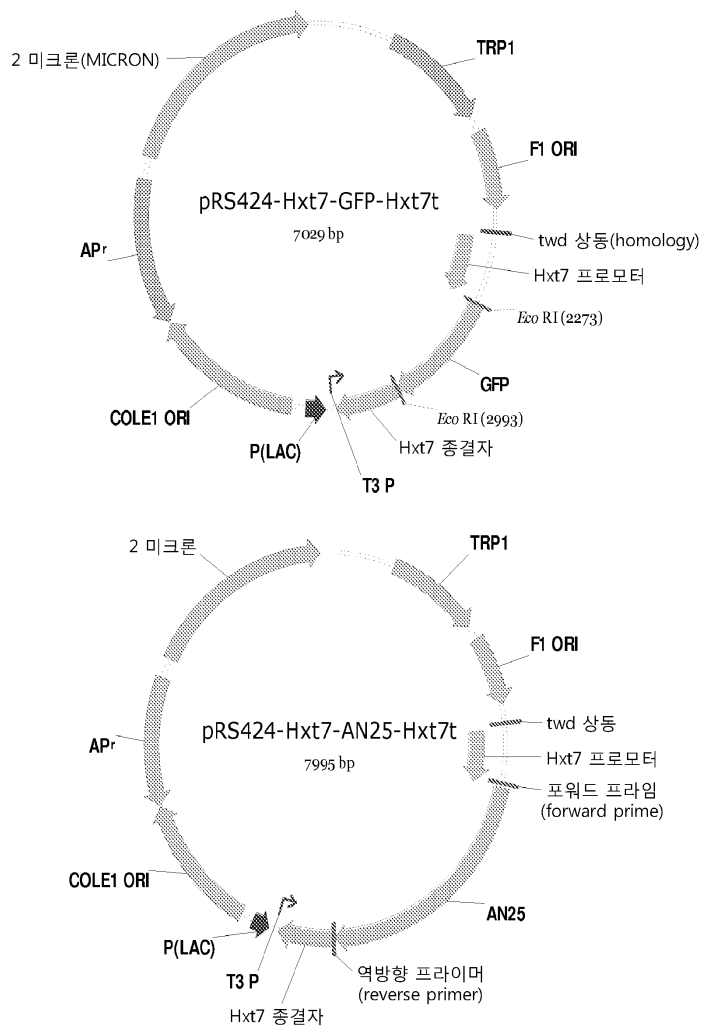 2 미크론(MICRON)
TRP1
F1 ORI
pRS424-Hxt7-GFP-Hxt7t
7029 bp
twd 상동(homology)
APr
Hxt7 프로모터
Eco RI (2273)
GFP
COLE1 ORI
Eco RI (2993)
P(LAC)
Hxt7 종결자
T3 P
2 미크론
TRP1
F1 ORI
twd 상동
pRS424-Hxt7-AN25-Hxt7t
7995 bp
APr
Hxt7 프로모터
포워드 프라임
(forward prime)
COLE1 ORI
AN25
P(LAC)
T3 P
역방향 프라이머
(reverse primer)
Hxt7 종결자